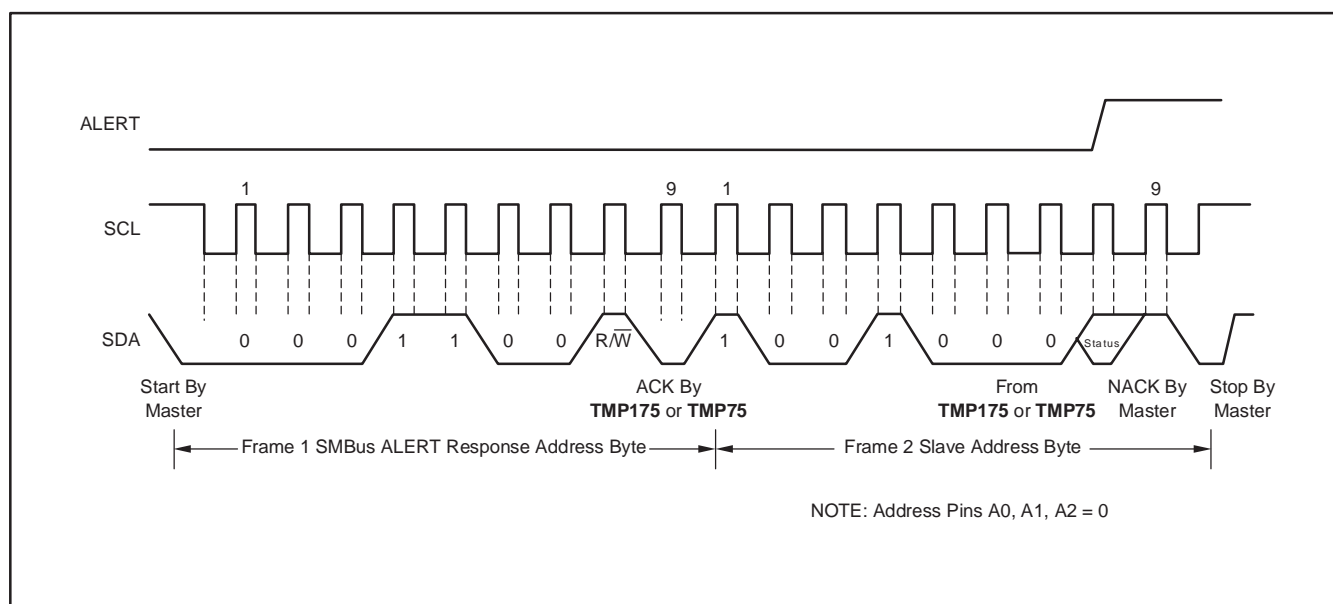 ALERT
1 9 1 9
SCL
SDA
0 0 0 1 1 0 0 R/W̅ 1 0 0 1 0 0 0 Status
Start By
Master
ACK By
TMP175 or TMP75
From
TMP175 or TMP75
NACK By
Master
Stop By
Master
Frame 1 SMBus ALERT Response Address Byte
Frame 2 Slave Address Byte
NOTE: Address Pins A0, A1, A2 = 0